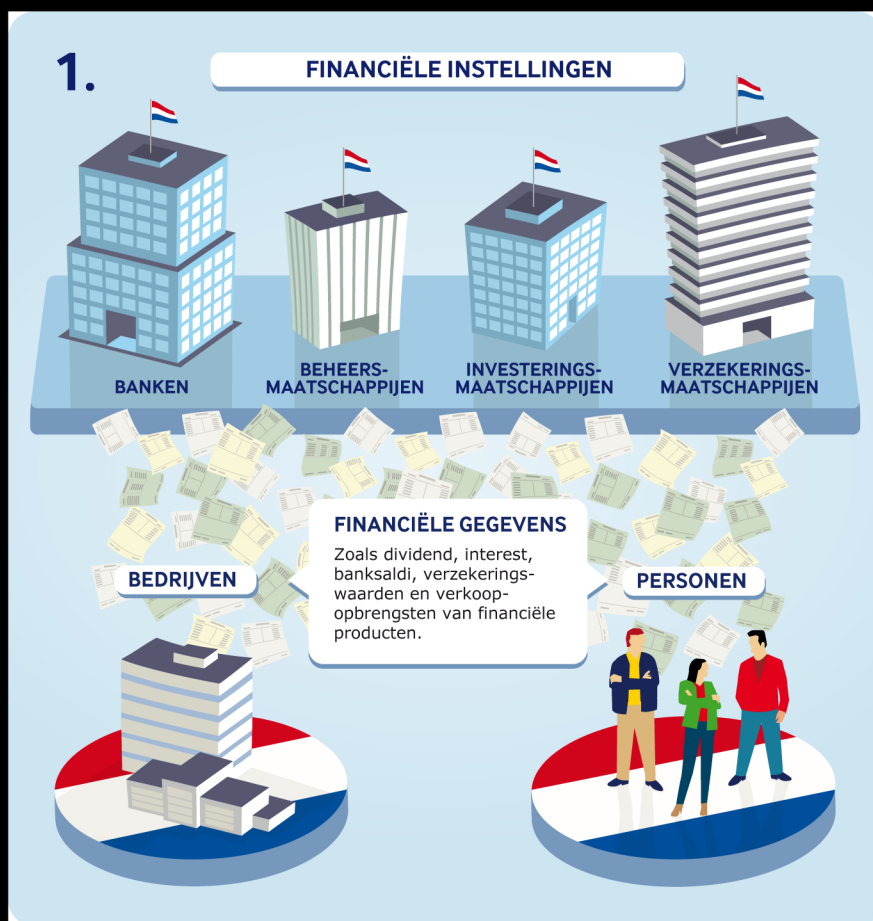 1.
FINANCIËLE INSTELLINGEN
BANKEN
BEHEERS-
MAATSCHAPPIJEN
INVESTERINGS-
MAATSCHAPPIJEN
VERZEKERINGS-
MAATSCHAPPIJEN
FINANCIËLE GEGEVENS
Zoals dividend, interest,
banksaldi, verzekerings-
waarden en verkoop-
opbrengsten van financiële
producten.
BEDRIJVEN
PERSONEN